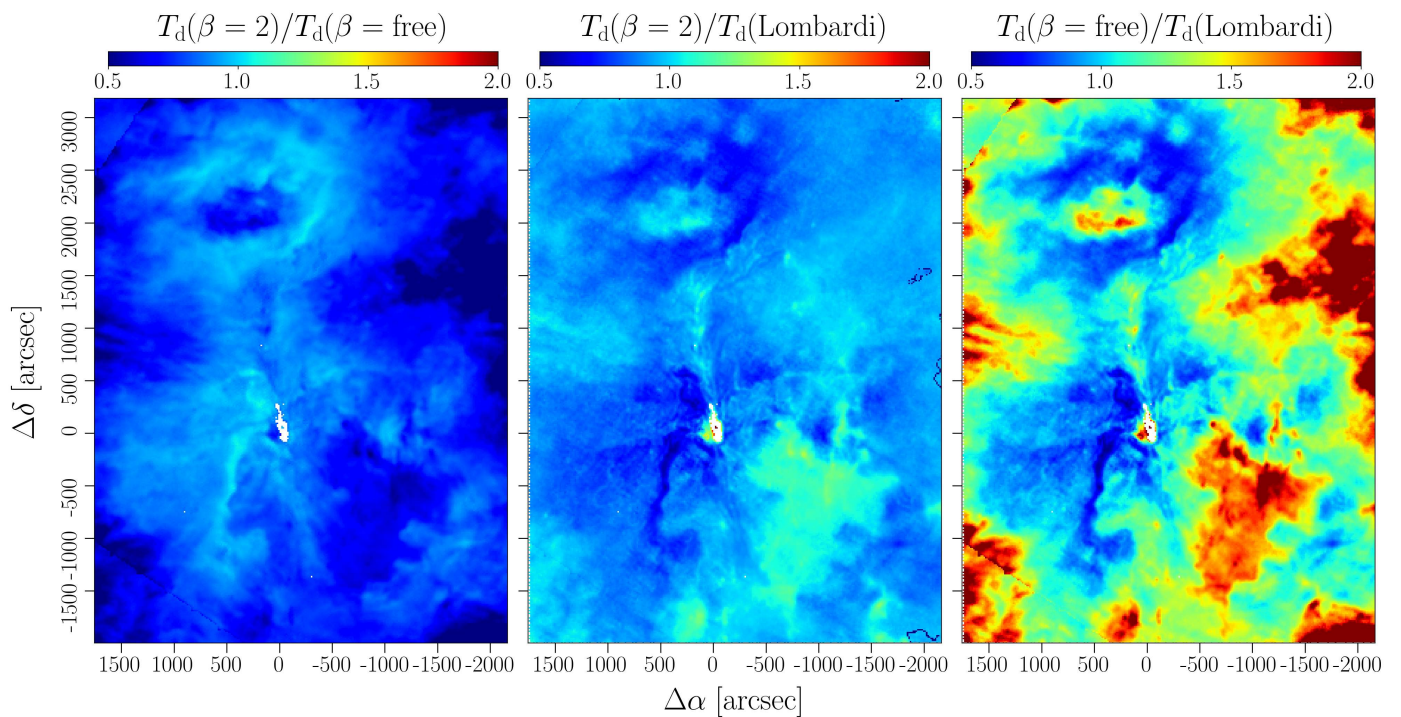 T_d(β = 2)/T_d(β = free)
T_d(β = 2)/T_d(Lombardi)
T_d(β = free)/T_d(Lombardi)
0.5 1.0 1.5 2.0
0.5 1.0 1.5 2.0
0.5 1.0 1.5 2.0
3000
2500
2000
1500
1000
500
0
-500
-1000
-1500
Δδ [arcsec]
1500 1000 500 0 -500 -1000 -1500 -2000
1500 1000 500 0 -500 -1000 -1500 -2000
1500 1000 500 0 -500 -1000 -1500 -2000
Δα [arcsec]